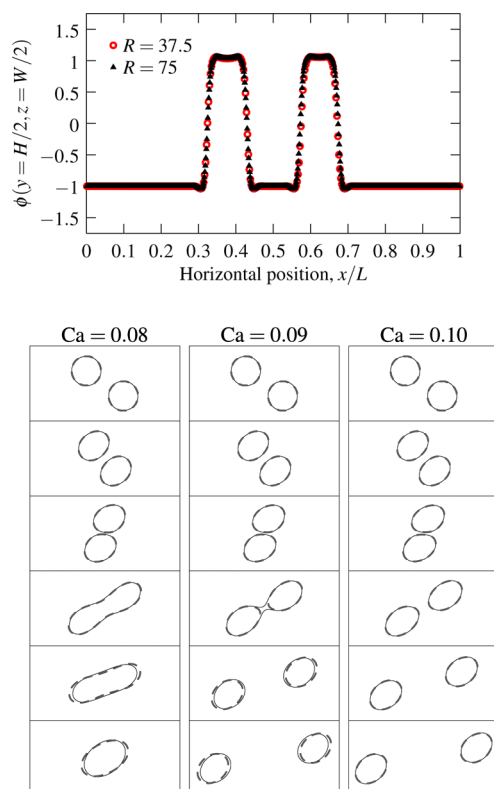 1.5
R = 37.5
1
R = 75
0.5
0
−0.5
−1
−1.5
ϕ(y = H/2, z = W/2)
0 0.1 0.2 0.3 0.4 0.5 0.6 0.7 0.8 0.9 1
Horizontal position, x/L
Ca = 0.08 Ca = 0.09 Ca = 0.10